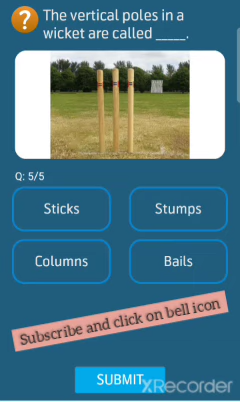 ?
The vertical poles in a
wicket are called _____.
Q: 5/5
Sticks
Stumps
Columns
Bails
Subscribe and click on bell icon
SUBMIT
XRecorder